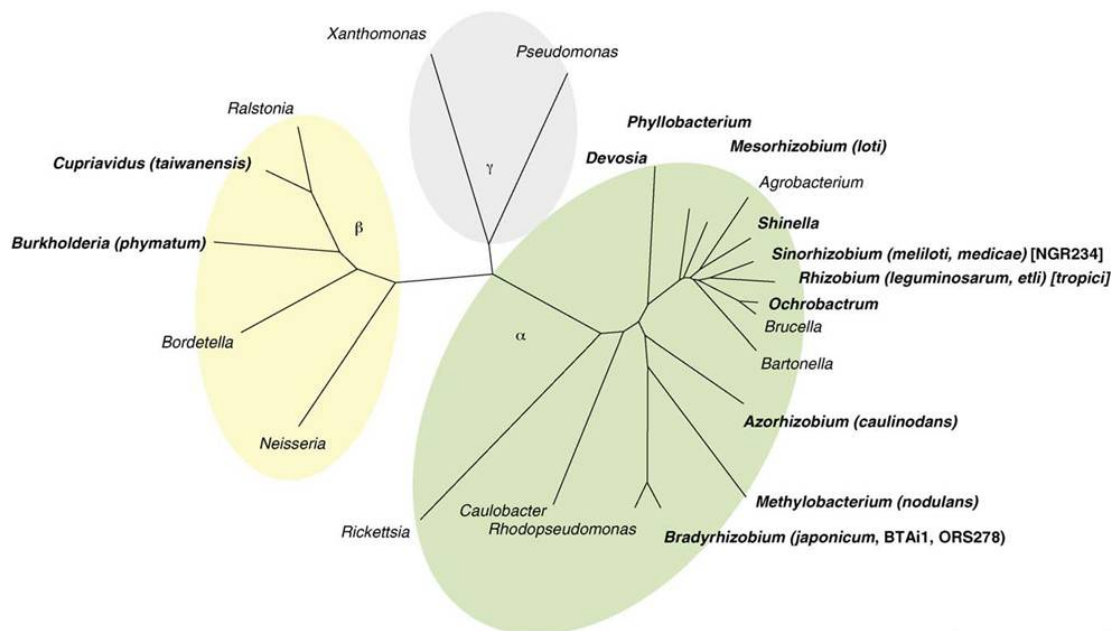 Xanthomonas
Pseudomonas
Ralstonia
Phyllobacterium
Mesorhizobium (loti)
Cupriavidus (taiwanensis)
Devosia
γ
Agrobacterium
Shinella
β
Burkholderia (phymatum)
Sinorhizobium (meliloti, medicae) [NGR234]
Rhizobium (leguminosarum, etli) [tropici]
Ochrobactrum
Brucella
α
Bordetella
Bartonella
Azorhizobium (caulinodans)
Neisseria
Methylobacterium (nodulans)
Caulobacter
Rickettsia
Rhodopseudomonas
Bradyrhizobium (japonicum, BTAi1, ORS278)